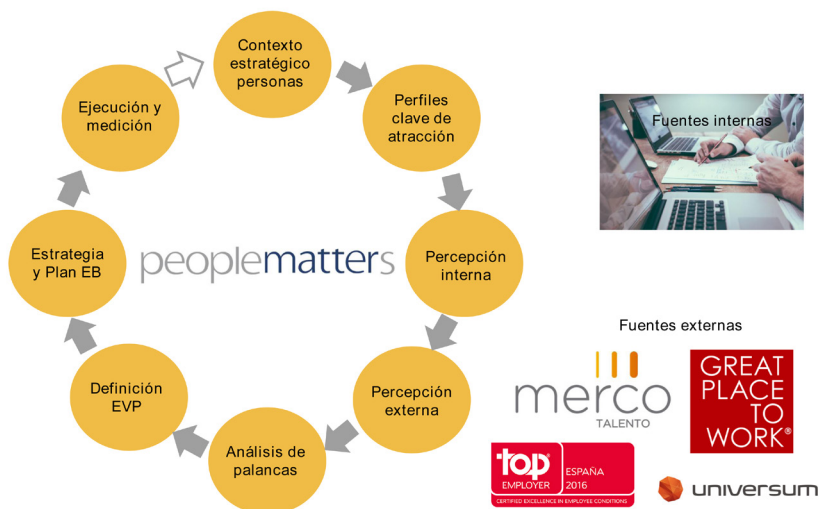 Contexto
estratégico
personas
Perfiles
clave de
atracción
Percepción
interna
Percepción
externa
Análisis de
palancas
Definición
EVP
Estrategia
y Plan EB
Ejecución y
medición
peoplematters
Fuentes internas
Fuentes externas
merco
TALENTO
GREAT
PLACE
TO
WORK®
top
EMPLOYER
ESPAÑA
2016
CERTIFIED EXCELLENCE IN EMPLOYEE CONDITIONS
universum